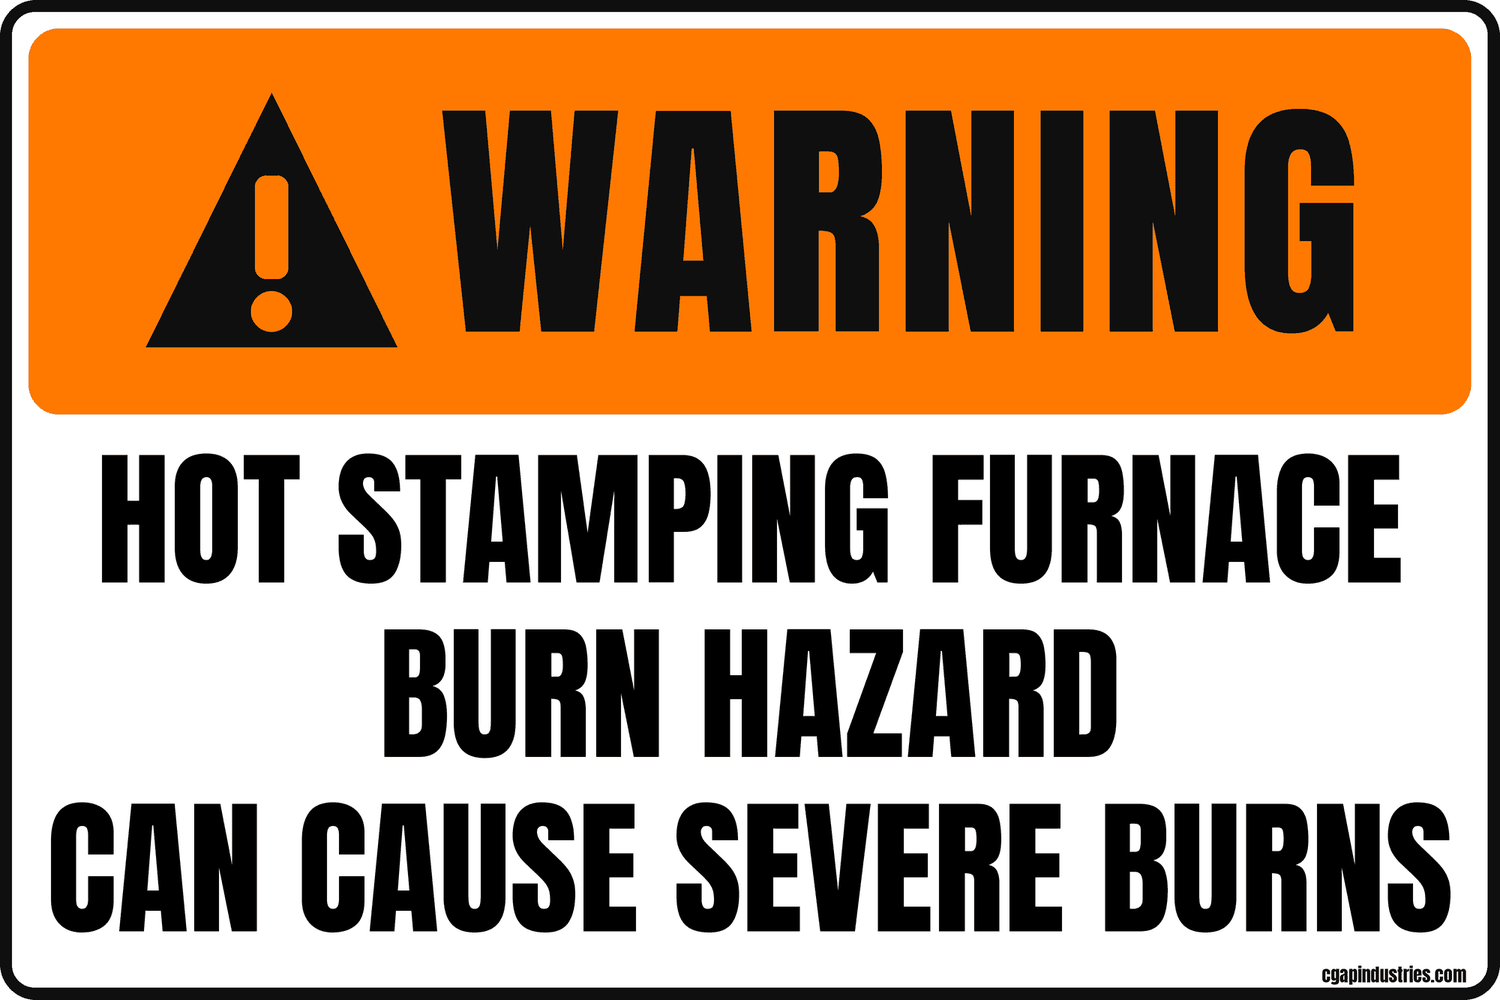 WARNING
HOT STAMPING FURNACE
BURN HAZARD
CAN CAUSE SEVERE BURNS
cgapindustries.com